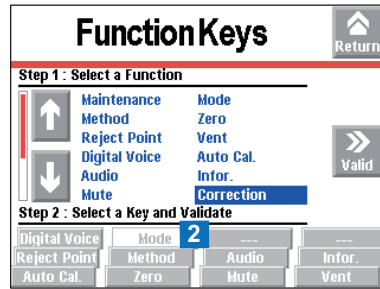 Function Keys
Return
Step 1 : Select a Function
Maintenance Mode
Method Zero
Reject Point Vent
Digital Voice Auto Cal.
Audio Infor.
Mute Correction
Valid
Step 2 : Select a Key and Validate
Digital Voice Mode 2 --- ---
Reject Point Method Audio Infor.
Auto Cal. Zero Mute Vent